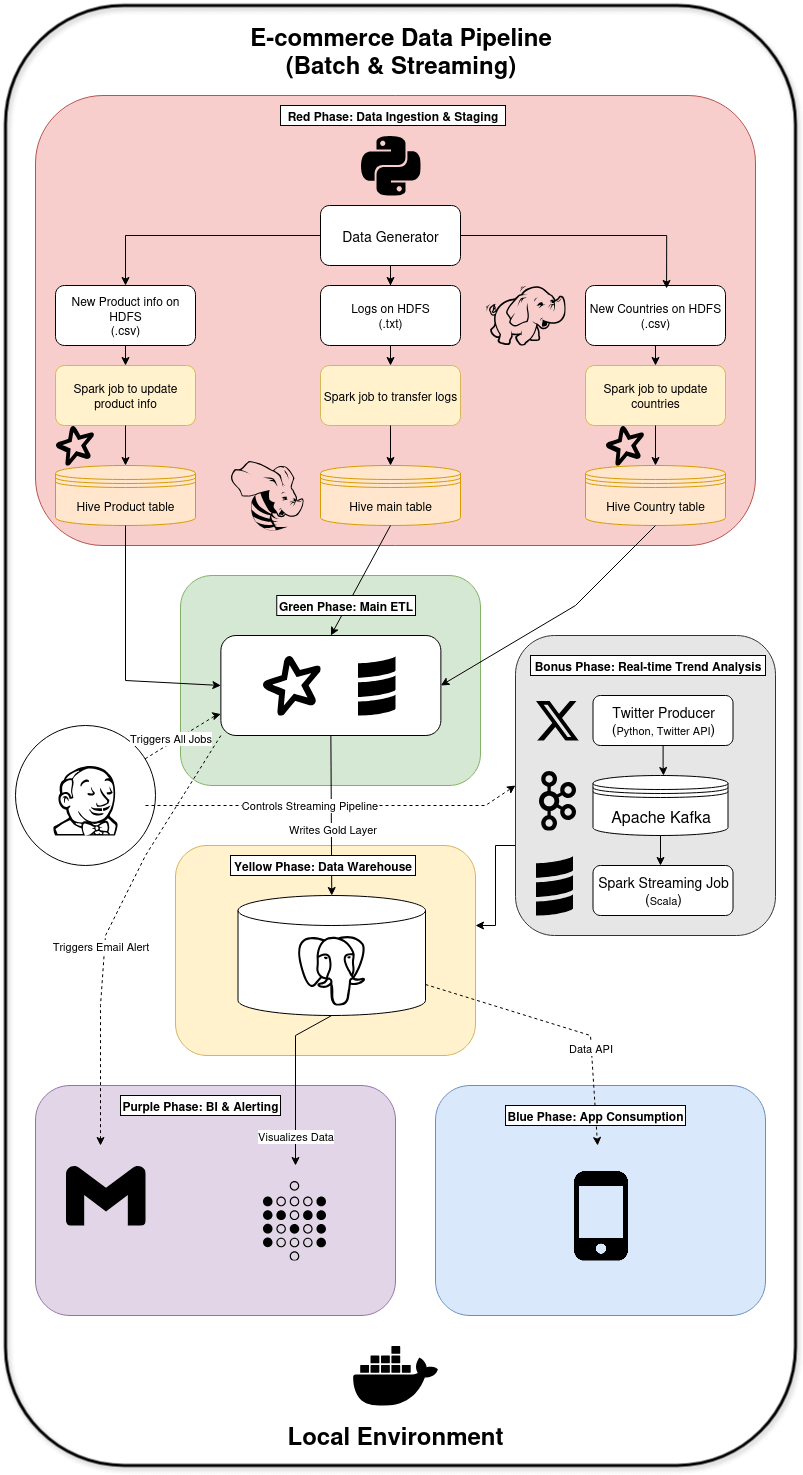 E-commerce Data Pipeline
(Batch & Streaming)
Red Phase: Data Ingestion & Staging
Data Generator
New Product info on
HDFS
(.csv)
Logs on HDFS
(.txt)
New Countries on HDFS
(.csv)
Spark job to update
product info
Spark job to transfer logs
Spark job to update
countries
Hive Product table
Hive main table
Hive Country table
Green Phase: Main ETL
Bonus Phase: Real-time Trend Analysis
Twitter Producer
(Python, Twitter API)
Triggers All Jobs
Controls Streaming Pipeline
Apache Kafka
Writes Gold Layer
Yellow Phase: Data Warehouse
Spark Streaming Job
(Scala)
Triggers Email Alert
Data API
Purple Phase: BI & Alerting
Blue Phase: App Consumption
Visualizes Data
Local Environment